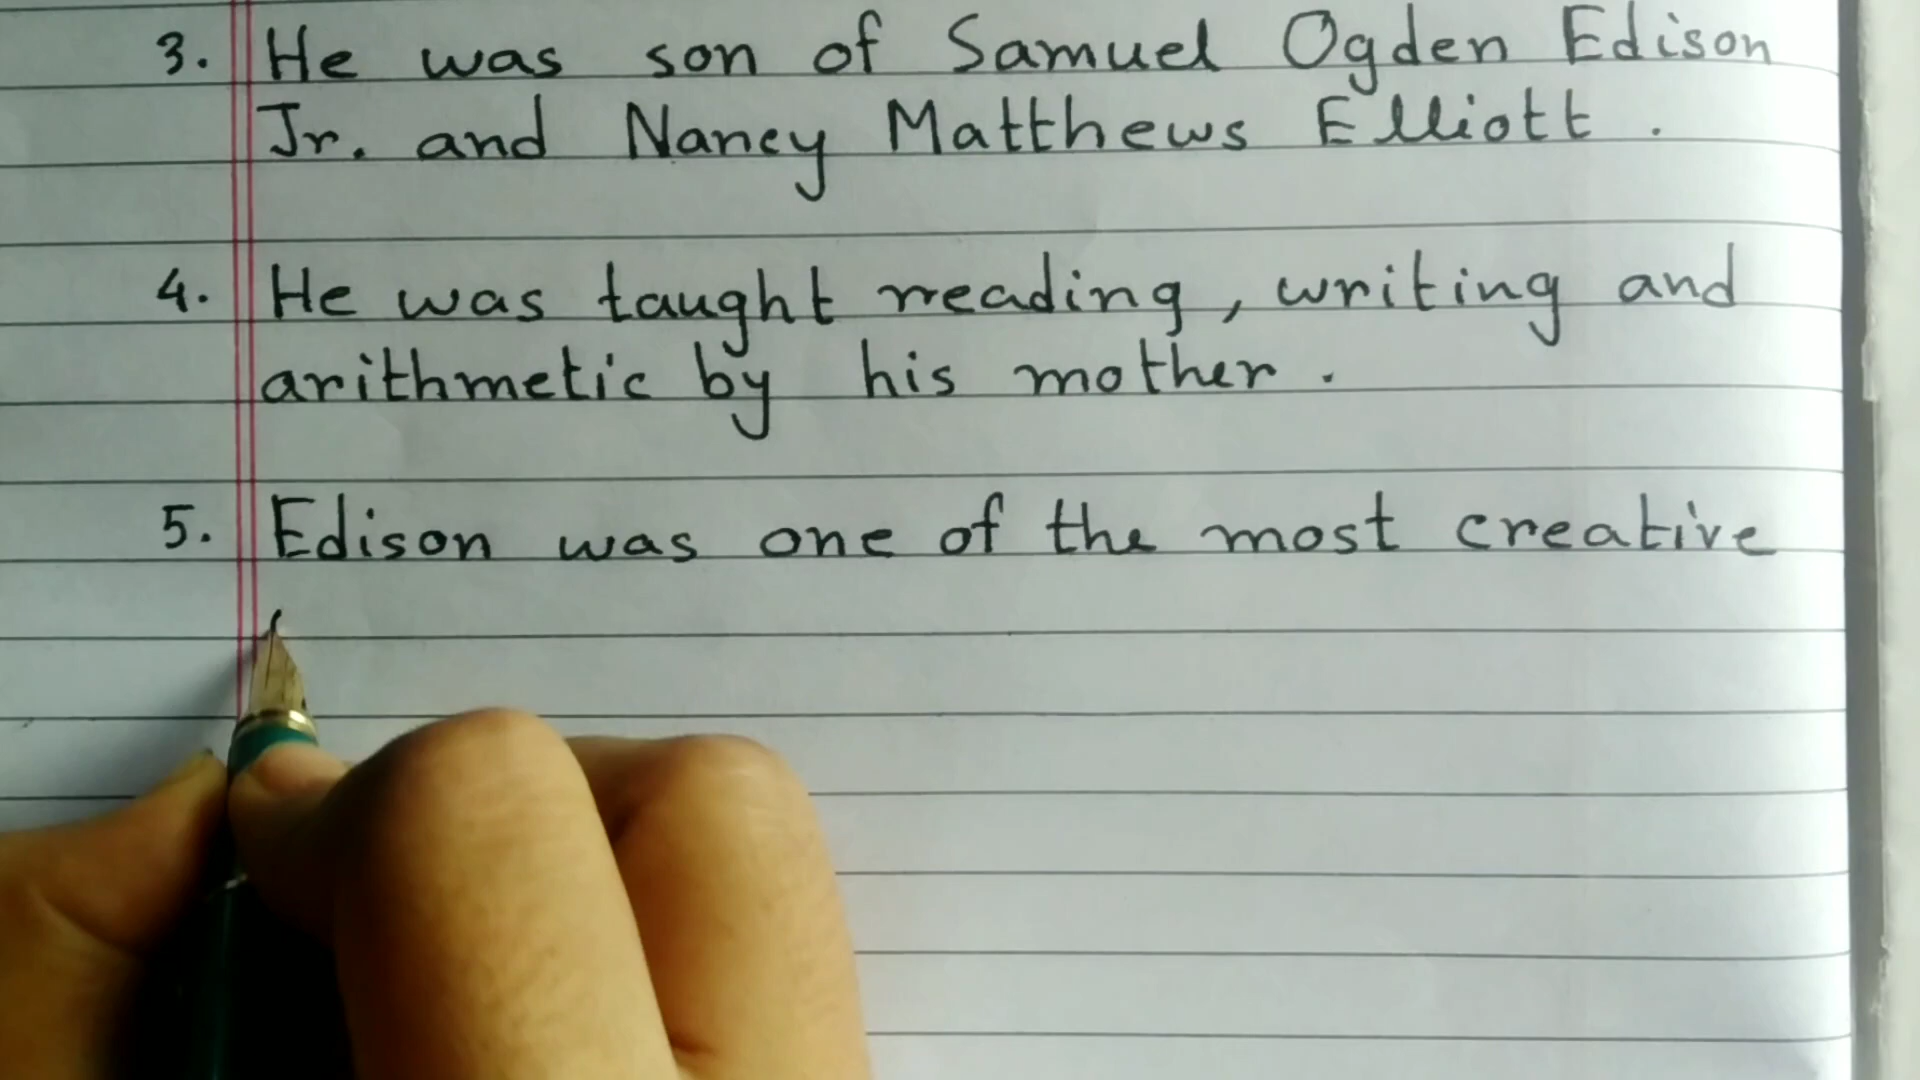 3. He was son of Samuel Ogden Edison
Jr. and Nancy Matthews Elliott .
4. He was taught reading, writing and
arithmetic by his mother .
5. Edison was one of the most creative